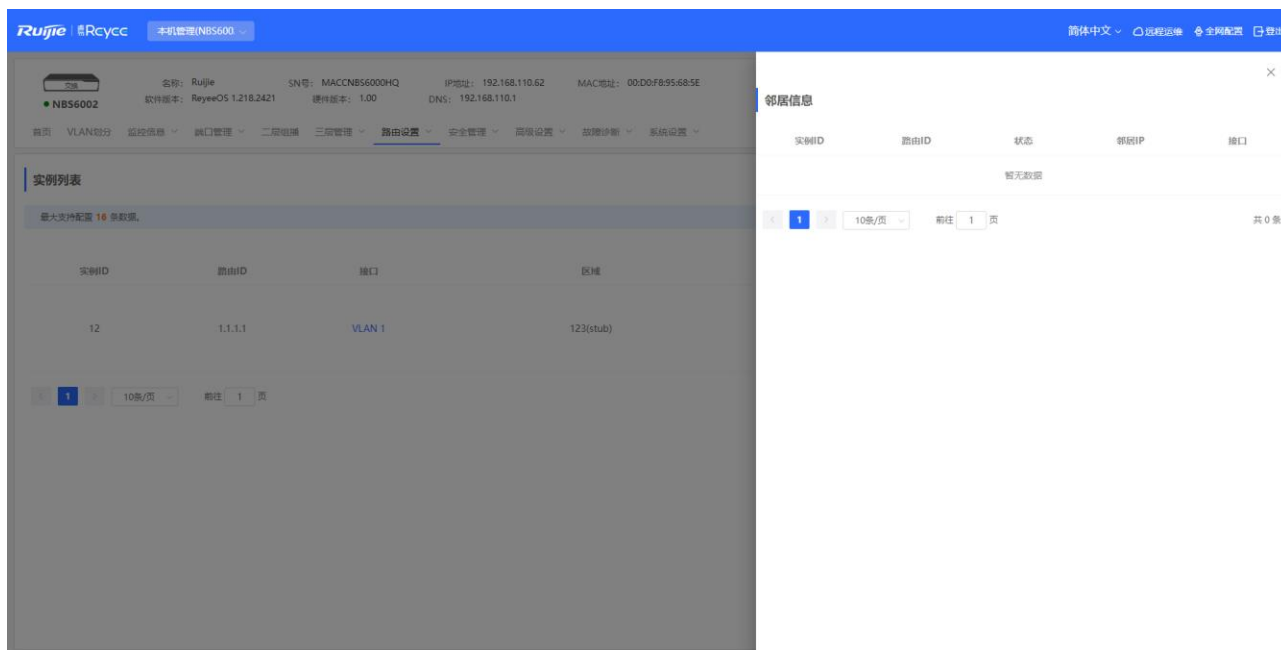 Ruijie | Rcycc 本机管理(NBS600 简体中文 远程运维 全网配置 登出
交换
NBS6002
名称: Ruijie SN号: MACCNBS6000HQ IP地址: 192.168.110.62 MAC地址: 00:D0:F8:95:68:5E
软件版本: ReyeeOS 1.218.2421 硬件版本: 1.00 DNS: 192.168.110.1
首页 VLAN划分 监控信息 端口管理 二层组播 三层管理 路由设置 安全管理 高级设置 故障诊断 系统设置
实例列表
最大支持配置 16 条数据。
实例ID 路由ID 接口 区域
12 1.1.1.1 VLAN 1 123(stub)
1 10条/页 前往 1 页
邻居信息
实例ID 路由ID 状态 邻居IP 接口
暂无数据
1 10条/页 前往 1 页 共 0 条